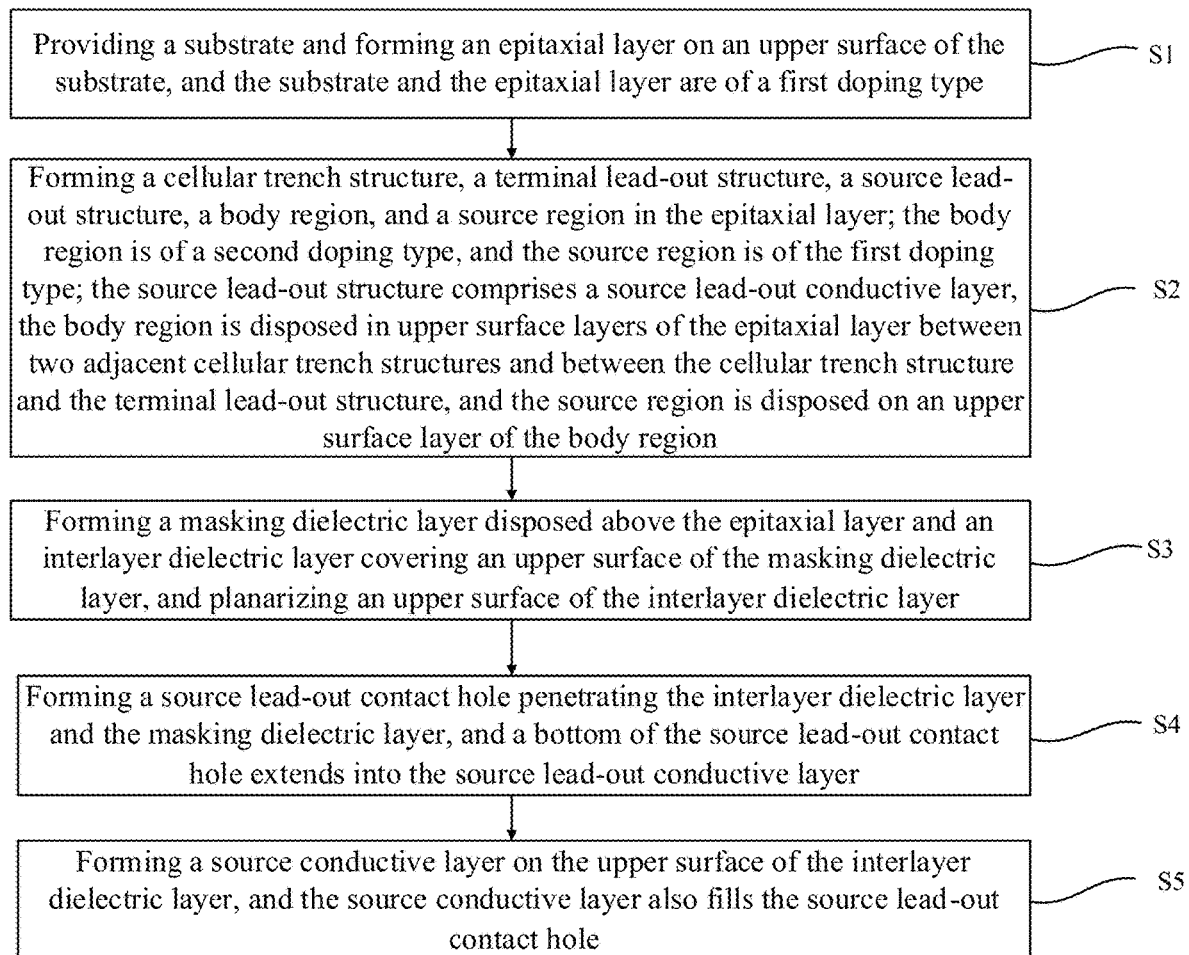 Providing a substrate and forming an epitaxial layer on an upper surface of the
substrate, and the substrate and the epitaxial layer are of a first doping type
S1
Forming a cellular trench structure, a terminal lead-out structure, a source lead-
out structure, a body region, and a source region in the epitaxial layer; the body
region is of a second doping type, and the source region is of the first doping
type; the source lead-out structure comprises a source lead-out conductive layer,
the body region is disposed in upper surface layers of the epitaxial layer between
two adjacent cellular trench structures and between the cellular trench structure
and the terminal lead-out structure, and the source region is disposed on an upper
surface layer of the body region
S2
Forming a masking dielectric layer disposed above the epitaxial layer and an
interlayer dielectric layer covering an upper surface of the masking dielectric
layer, and planarizing an upper surface of the interlayer dielectric layer
S3
Forming a source lead-out contact hole penetrating the interlayer dielectric layer
and the masking dielectric layer, and a bottom of the source lead-out contact
hole extends into the source lead-out conductive layer
S4
Forming a source conductive layer on the upper surface of the interlayer
dielectric layer, and the source conductive layer also fills the source lead-out
contact hole
S5